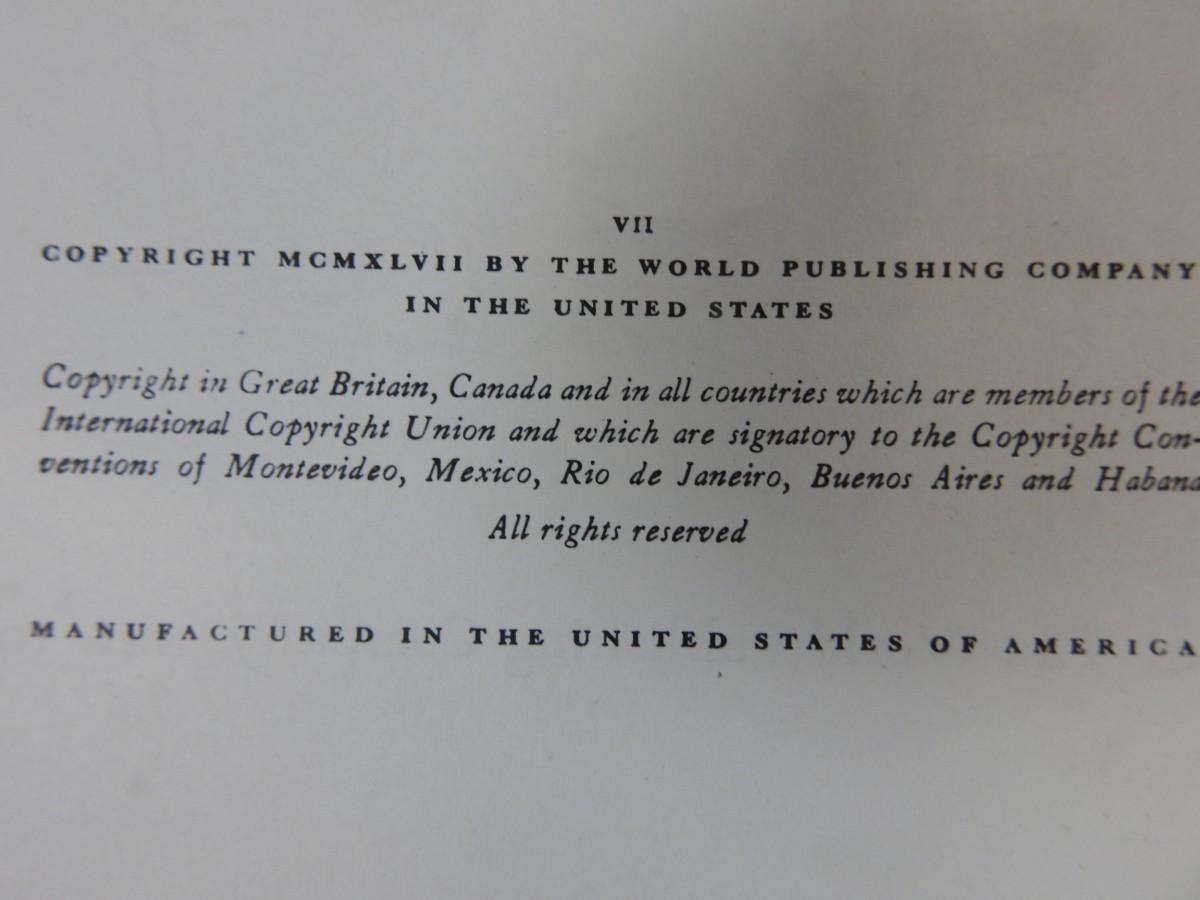 VII
COPYRIGHT MCMXLVII BY THE WORLD PUBLISHING COMPANY
IN THE UNITED STATES
Copyright in Great Britain, Canada and in all countries which are members of the
International Copyright Union and which are signatory to the Copyright Con-
ventions of Montevideo, Mexico, Rio de Janeiro, Buenos Aires and Habana
All rights reserved
MANUFACTURED IN THE UNITED STATES OF AMERICA